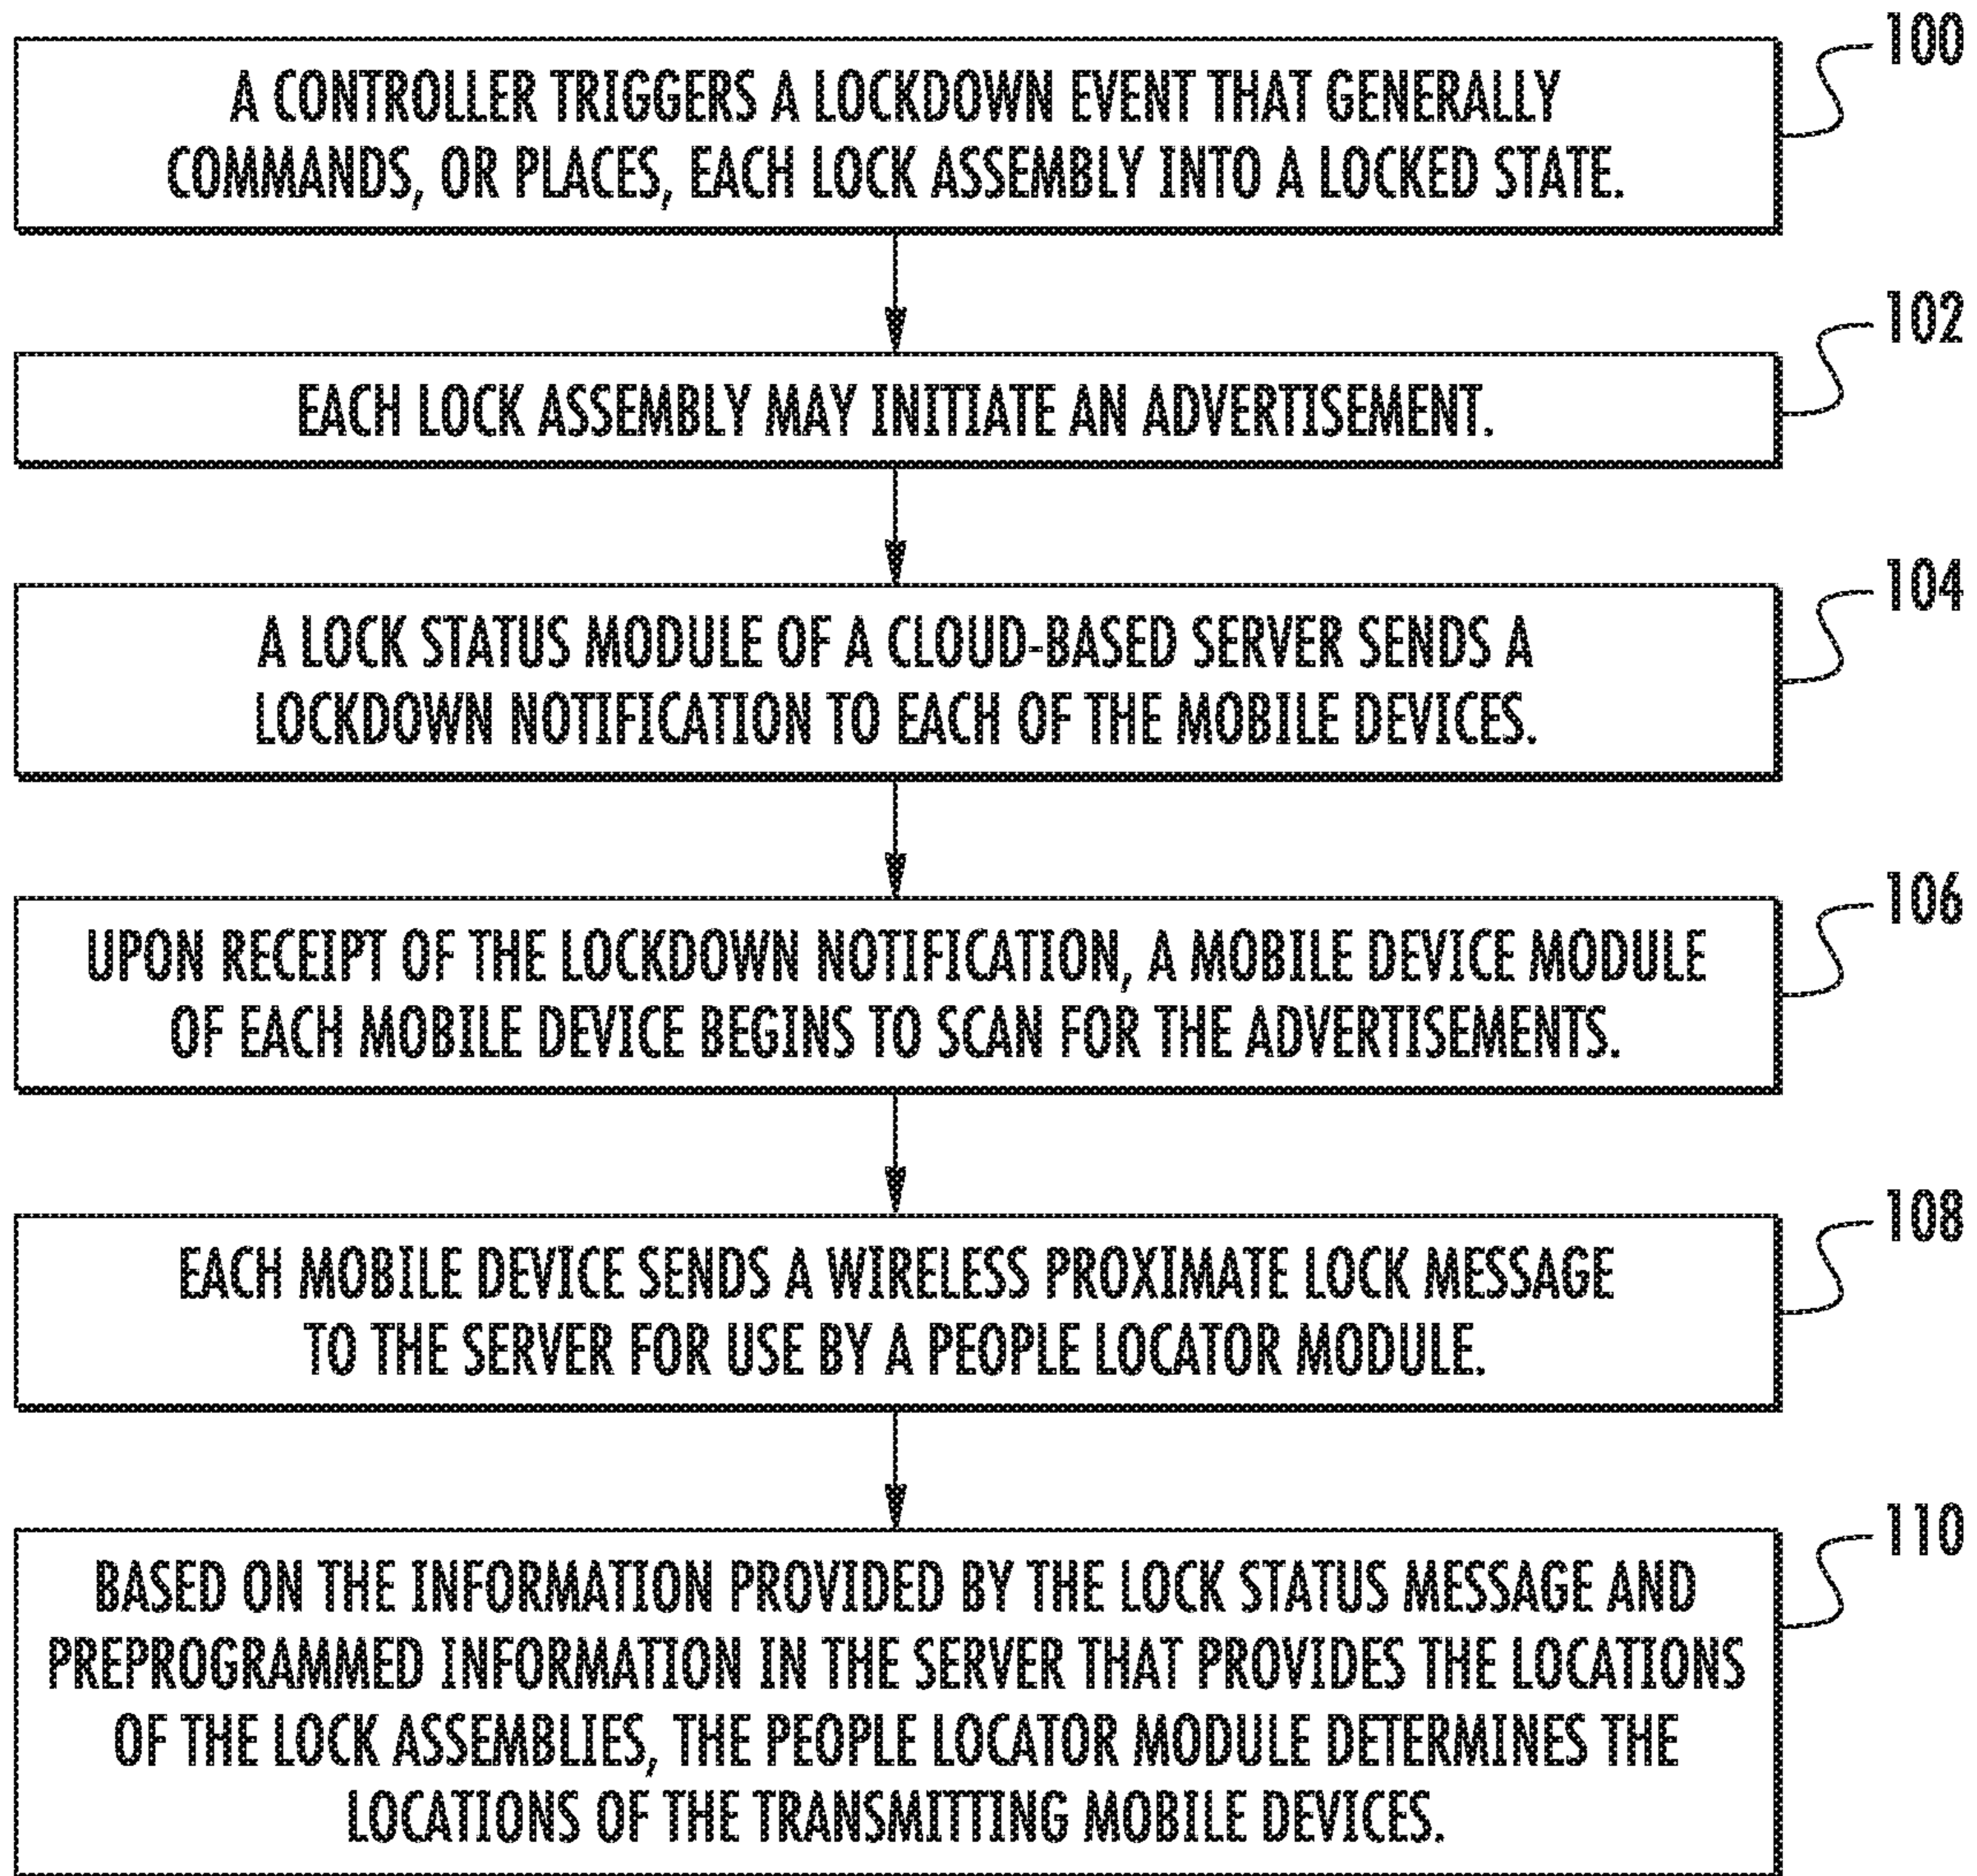 100
A CONTROLLER TRIGGERS A LOCKDOWN EVENT THAT GENERALLY
COMMANDS, OR PLACES, EACH LOCK ASSEMBLY INTO A LOCKED STATE.
102
EACH LOCK ASSEMBLY MAY INITIATE AN ADVERTISEMENT.
104
A LOCK STATUS MODULE OF A CLOUD-BASED SERVER SENDS A
LOCKDOWN NOTIFICATION TO EACH OF THE MOBILE DEVICES.
106
UPON RECEIPT OF THE LOCKDOWN NOTIFICATION, A MOBILE DEVICE MODULE
OF EACH MOBILE DEVICE BEGINS TO SCAN FOR THE ADVERTISEMENTS.
108
EACH MOBILE DEVICE SENDS A WIRELESS PROXIMATE LOCK MESSAGE
TO THE SERVER FOR USE BY A PEOPLE LOCATOR MODULE.
110
BASED ON THE INFORMATION PROVIDED BY THE LOCK STATUS MESSAGE AND
PREPROGRAMMED INFORMATION IN THE SERVER THAT PROVIDES THE LOCATIONS
OF THE LOCK ASSEMBLIES, THE PEOPLE LOCATOR MODULE DETERMINES THE
LOCATIONS OF THE TRANSMITTING MOBILE DEVICES.